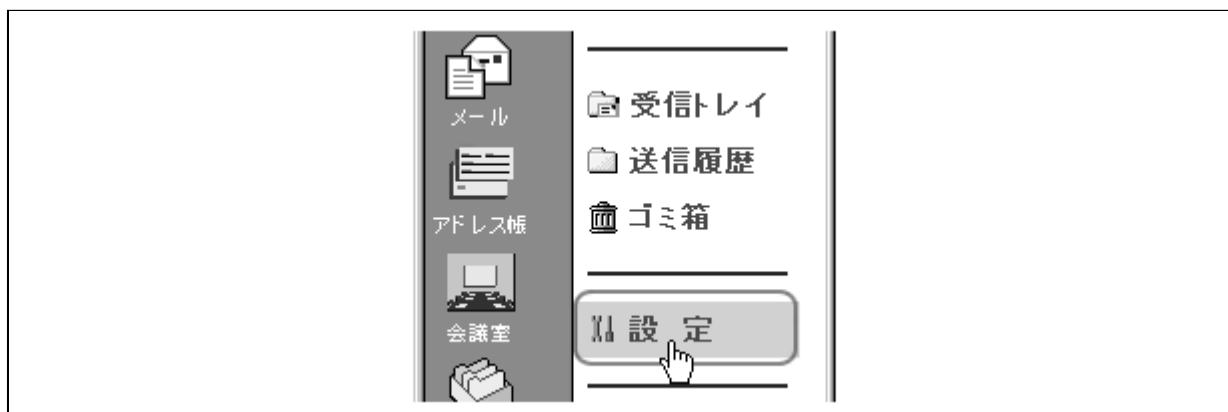 メール
アドレス帳
会議室
受信トレイ
送信履歴
ゴミ箱
設 定